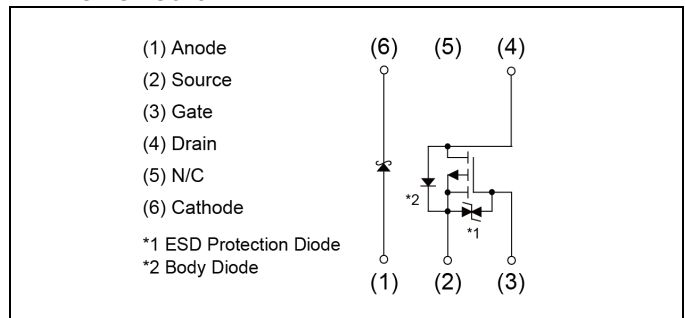 (1) Anode
(2) Source
(3) Gate
(4) Drain
(5) N/C
(6) Cathode
*1 ESD Protection Diode
*2 Body Diode
(6) (5) (4)
*2
*1
(1) (2) (3)